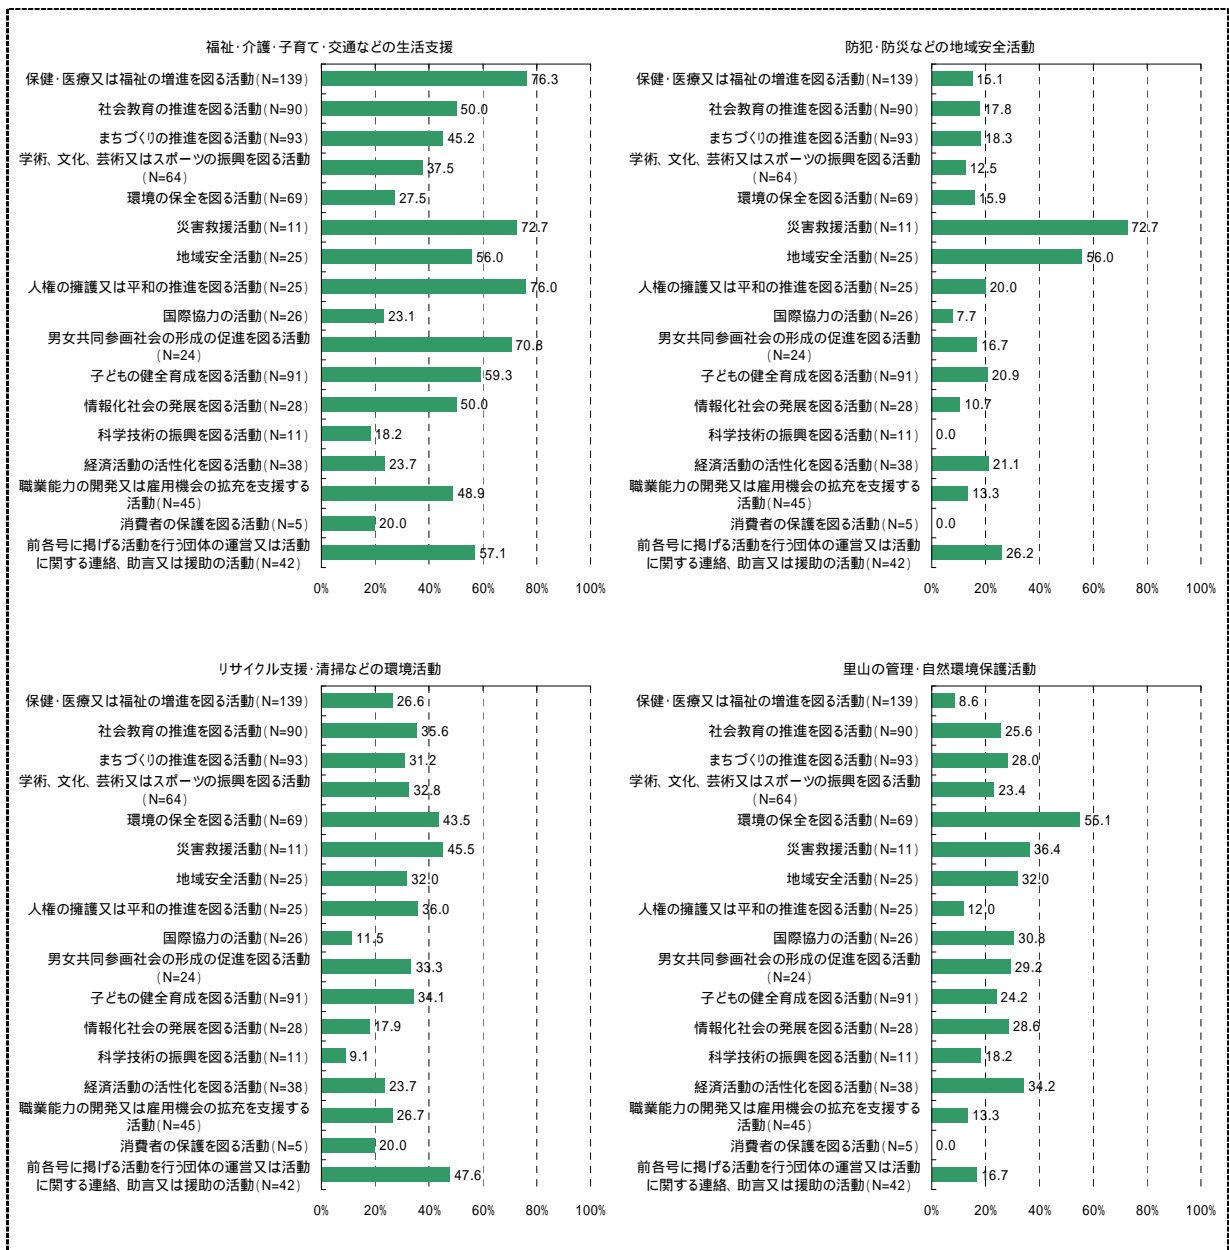 福祉・介護・子育て・交通などの生活支援
保健・医療又は福祉の増進を図る活動(N=139) 76.3
社会教育の推進を図る活動(N=90) 50.0
まちづくりの推進を図る活動(N=93) 45.2
学術、文化、芸術又はスポーツの振興を図る活動
(N=64) 37.5
環境の保全を図る活動(N=69) 27.5
災害救援活動(N=11) 72.7
地域安全活動(N=25) 56.0
人権の擁護又は平和の推進を図る活動(N=25) 76.0
国際協力の活動(N=26) 23.1
男女共同参画社会の形成の促進を図る活動
(N=24) 70.8
子どもの健全育成を図る活動(N=91) 59.3
情報化社会の発展を図る活動(N=28) 50.0
科学技術の振興を図る活動(N=11) 18.2
経済活動の活性化を図る活動(N=38) 23.7
職業能力の開発又は雇用機会の拡充を支援する
活動(N=45) 48.9
消費者の保護を図る活動(N=5) 20.0
前各号に掲げる活動を行う団体の運営又は活動
に関する連絡、助言又は援助の活動(N=42) 57.1
0% 20% 40% 60% 80% 100%
防犯・防災などの地域安全活動
保健・医療又は福祉の増進を図る活動(N=139) 15.1
社会教育の推進を図る活動(N=90) 17.8
まちづくりの推進を図る活動(N=93) 18.3
学術、文化、芸術又はスポーツの振興を図る活動
(N=64) 12.5
環境の保全を図る活動(N=69) 15.9
災害救援活動(N=11) 72.7
地域安全活動(N=25) 56.0
人権の擁護又は平和の推進を図る活動(N=25) 20.0
国際協力の活動(N=26) 7.7
男女共同参画社会の形成の促進を図る活動
(N=24) 16.7
子どもの健全育成を図る活動(N=91) 20.9
情報化社会の発展を図る活動(N=28) 10.7
科学技術の振興を図る活動(N=11) 0.0
経済活動の活性化を図る活動(N=38) 21.1
職業能力の開発又は雇用機会の拡充を支援する
活動(N=45) 13.3
消費者の保護を図る活動(N=5) 0.0
前各号に掲げる活動を行う団体の運営又は活動
に関する連絡、助言又は援助の活動(N=42) 26.2
0% 20% 40% 60% 80% 100%
リサイクル支援・清掃などの環境活動
保健・医療又は福祉の増進を図る活動(N=139) 26.6
社会教育の推進を図る活動(N=90) 35.6
まちづくりの推進を図る活動(N=93) 31.2
学術、文化、芸術又はスポーツの振興を図る活動
(N=64) 32.8
環境の保全を図る活動(N=69) 43.5
災害救援活動(N=11) 45.5
地域安全活動(N=25) 32.0
人権の擁護又は平和の推進を図る活動(N=25) 36.0
国際協力の活動(N=26) 11.5
男女共同参画社会の形成の促進を図る活動
(N=24) 33.3
子どもの健全育成を図る活動(N=91) 34.1
情報化社会の発展を図る活動(N=28) 17.9
科学技術の振興を図る活動(N=11) 9.1
経済活動の活性化を図る活動(N=38) 23.7
職業能力の開発又は雇用機会の拡充を支援する
活動(N=45) 26.7
消費者の保護を図る活動(N=5) 20.0
前各号に掲げる活動を行う団体の運営又は活動
に関する連絡、助言又は援助の活動(N=42) 47.6
0% 20% 40% 60% 80% 100%
里山の管理・自然環境保護活動
保健・医療又は福祉の増進を図る活動(N=139) 8.6
社会教育の推進を図る活動(N=90) 25.6
まちづくりの推進を図る活動(N=93) 28.0
学術、文化、芸術又はスポーツの振興を図る活動
(N=64) 23.4
環境の保全を図る活動(N=69) 55.1
災害救援活動(N=11) 36.4
地域安全活動(N=25) 32.0
人権の擁護又は平和の推進を図る活動(N=25) 12.0
国際協力の活動(N=26) 30.8
男女共同参画社会の形成の促進を図る活動
(N=24) 29.2
子どもの健全育成を図る活動(N=91) 24.2
情報化社会の発展を図る活動(N=28) 28.6
科学技術の振興を図る活動(N=11) 18.2
経済活動の活性化を図る活動(N=38) 34.2
職業能力の開発又は雇用機会の拡充を支援する
活動(N=45) 13.3
消費者の保護を図る活動(N=5) 0.0
前各号に掲げる活動を行う団体の運営又は活動
に関する連絡、助言又は援助の活動(N=42) 16.7
0% 20% 40% 60% 80% 100%